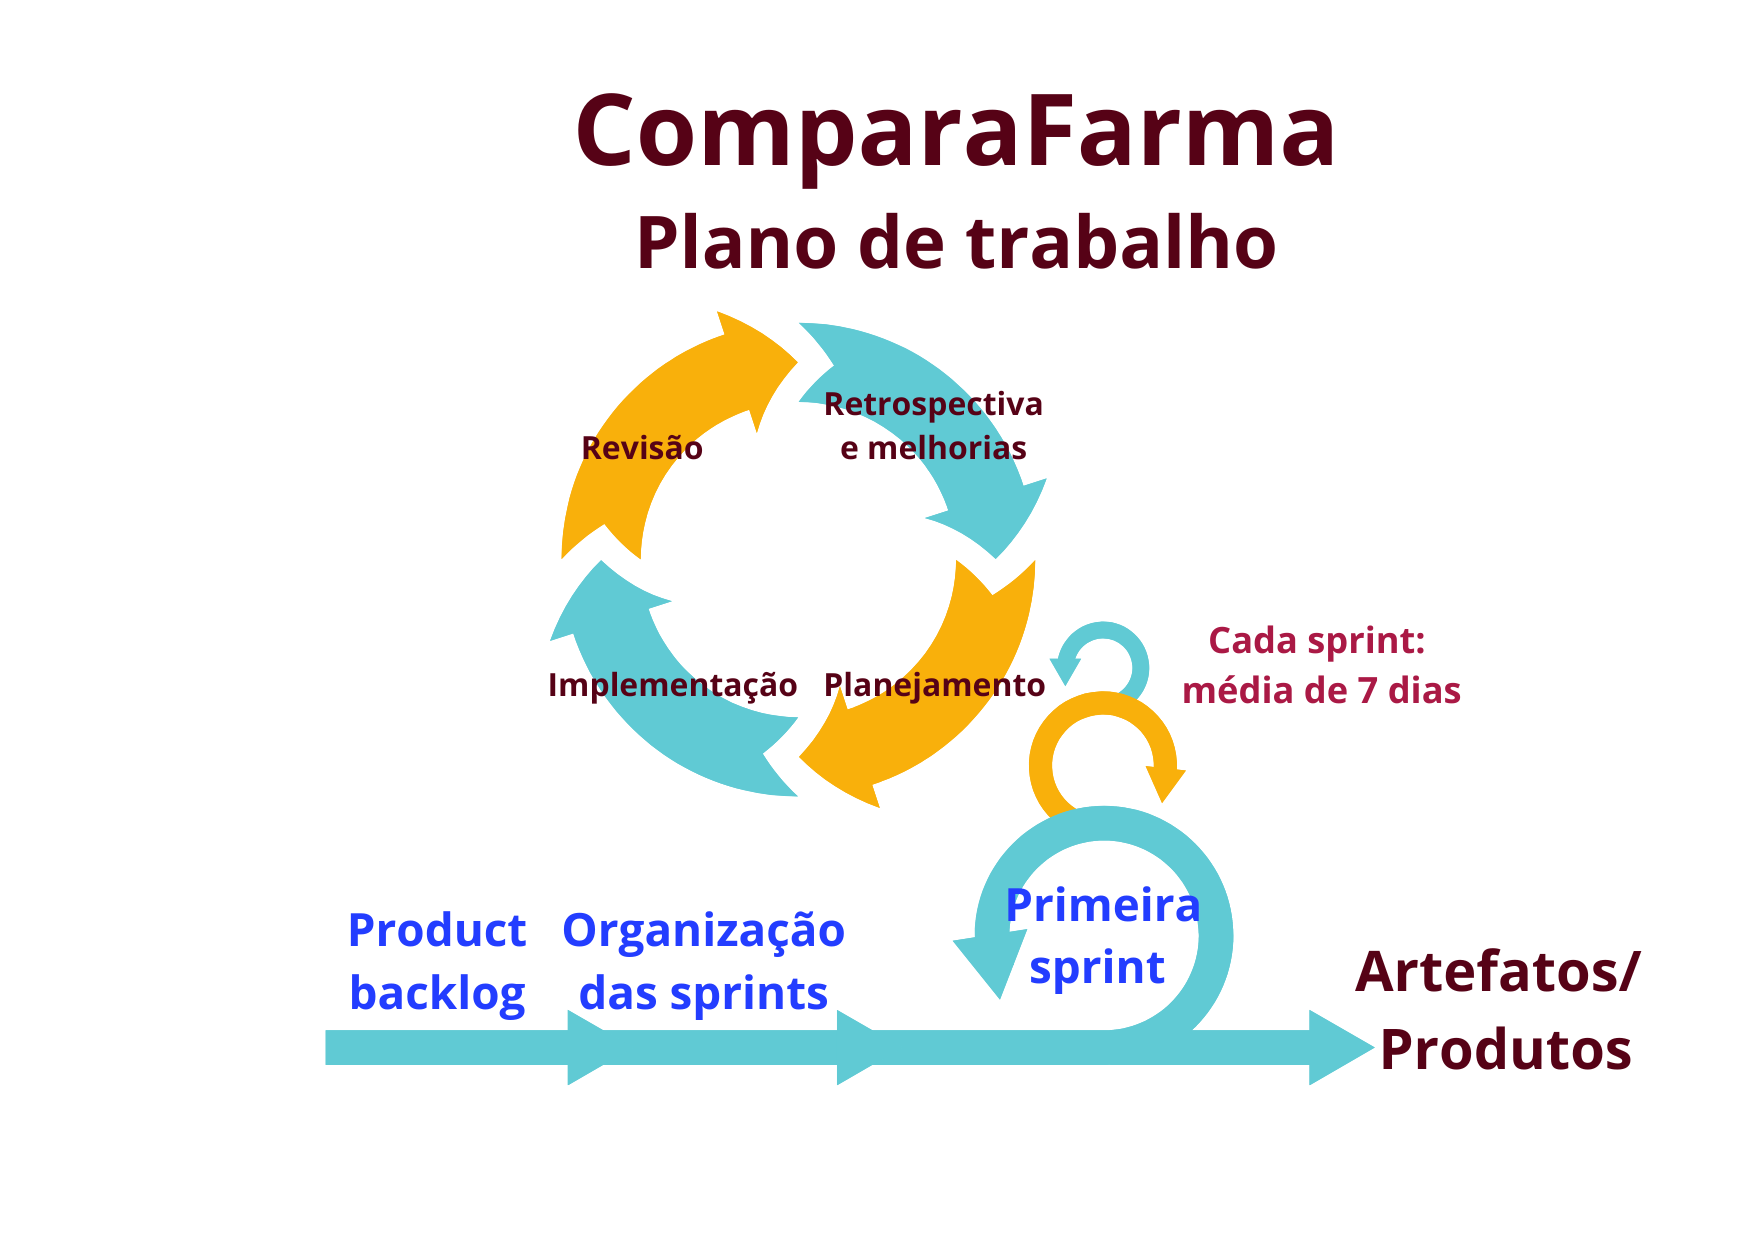 ComparaFarma
Plano de trabalho
Revisão
Retrospectiva
e melhorias
Implementação
Planejamento
Cada sprint:
média de 7 dias
Product
backlog
Organização
das sprints
Primeira
sprint
Artefatos/
Produtos